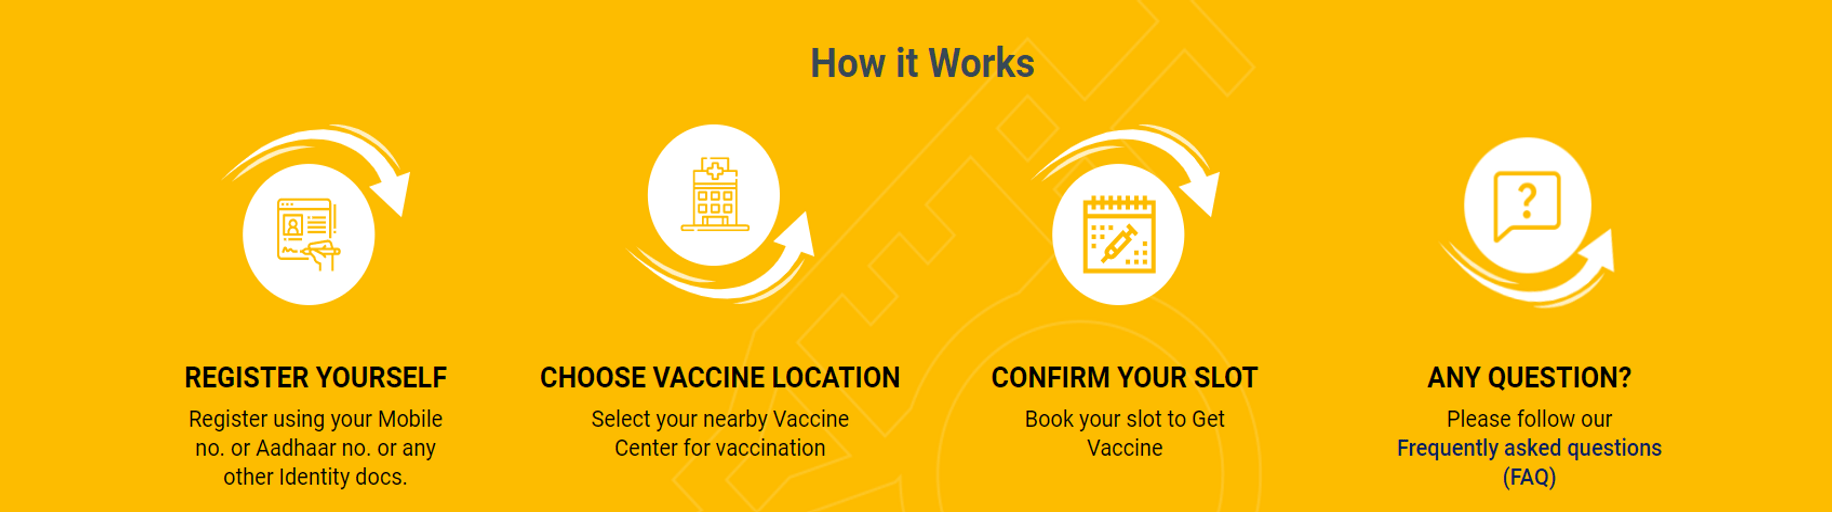 How it Works
REGISTER YOURSELF
Register using your Mobile
no. or Aadhaar no. or any
other Identity docs.
CHOOSE VACCINE LOCATION
Select your nearby Vaccine
Center for vaccination
CONFIRM YOUR SLOT
Book your slot to Get
Vaccine
?
ANY QUESTION?
Please follow our
Frequently asked questions
(FAQ)